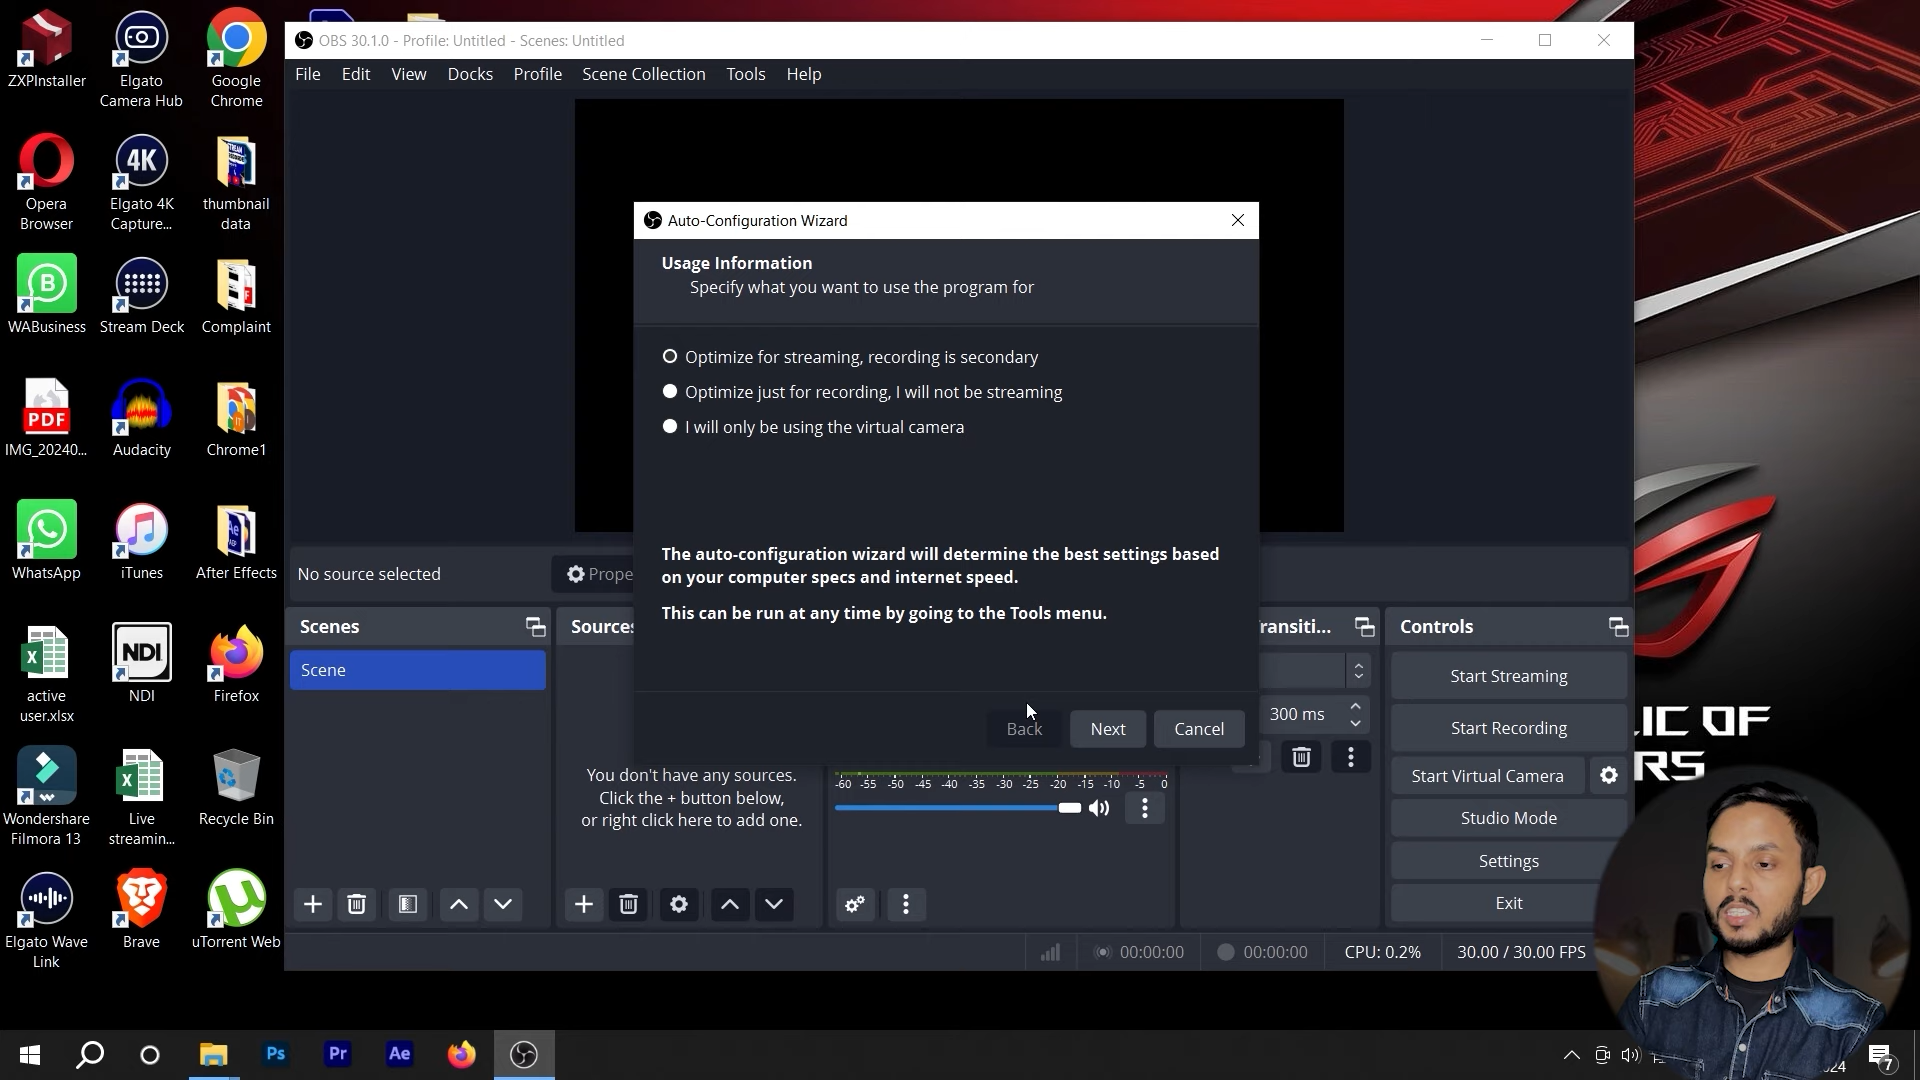 ZXPInstaller
Elgato
Camera Hub
Google
Chrome
Opera
Browser
4K
Elgato 4K
Capture...
thumbnail
data
B
WABusiness
Stream Deck
Complaint
PDF
IMG_20240...
Audacity
Chrome1
WhatsApp
iTunes
After Effects
active
user.xlsx
NDI
NDI
Firefox
Wondershare
Filmora 13
Live
streamin...
Recycle Bin
Elgato Wave
Link
Brave
uTorrent Web
OBS 30.1.0 - Profile: Untitled - Scenes: Untitled
File Edit View Docks Profile Scene Collection Tools Help
Auto-Configuration Wizard
Usage Information
Specify what you want to use the program for
Optimize for streaming, recording is secondary
Optimize just for recording, I will not be streaming
I will only be using the virtual camera
The auto-configuration wizard will determine the best settings based
on your computer specs and internet speed.
This can be run at any time by going to the Tools menu.
Back Next Cancel
No source selected
Prope
Scenes
Scene
Sources
You don't have any sources.
Click the + button below,
or right click here to add one.
-60 -55 -50 -45 -40 -35 -30 -25 -20 -15 -10 -5 0
ransiti...
300 ms
Controls
Start Streaming
Start Recording
Start Virtual Camera
Studio Mode
Settings
Exit
00:00:00 00:00:00 CPU: 0.2% 30.00 / 30.00 FPS
IC OF
RS
Ps Pr Ae
24
7